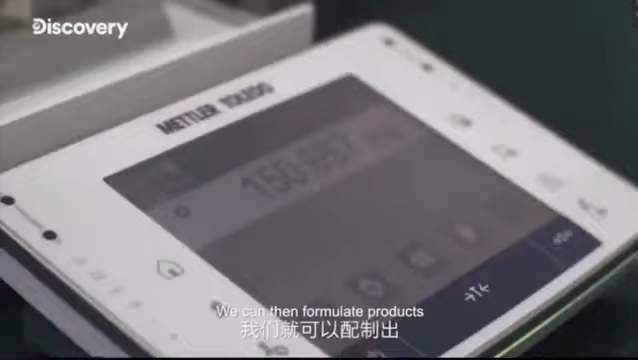 Discovery
METTLER TOLEDO
→T←
We can then formulate products
我们就可以配制出